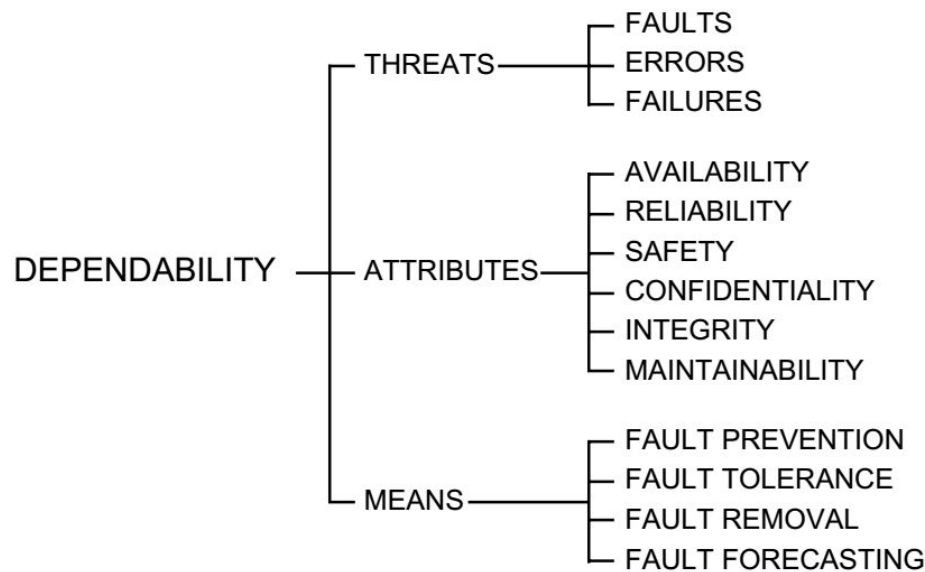 DEPENDABILITY
THREATS
FAULTS
ERRORS
FAILURES
ATTRIBUTES
AVAILABILITY
RELIABILITY
SAFETY
CONFIDENTIALITY
INTEGRITY
MAINTAINABILITY
MEANS
FAULT PREVENTION
FAULT TOLERANCE
FAULT REMOVAL
FAULT FORECASTING